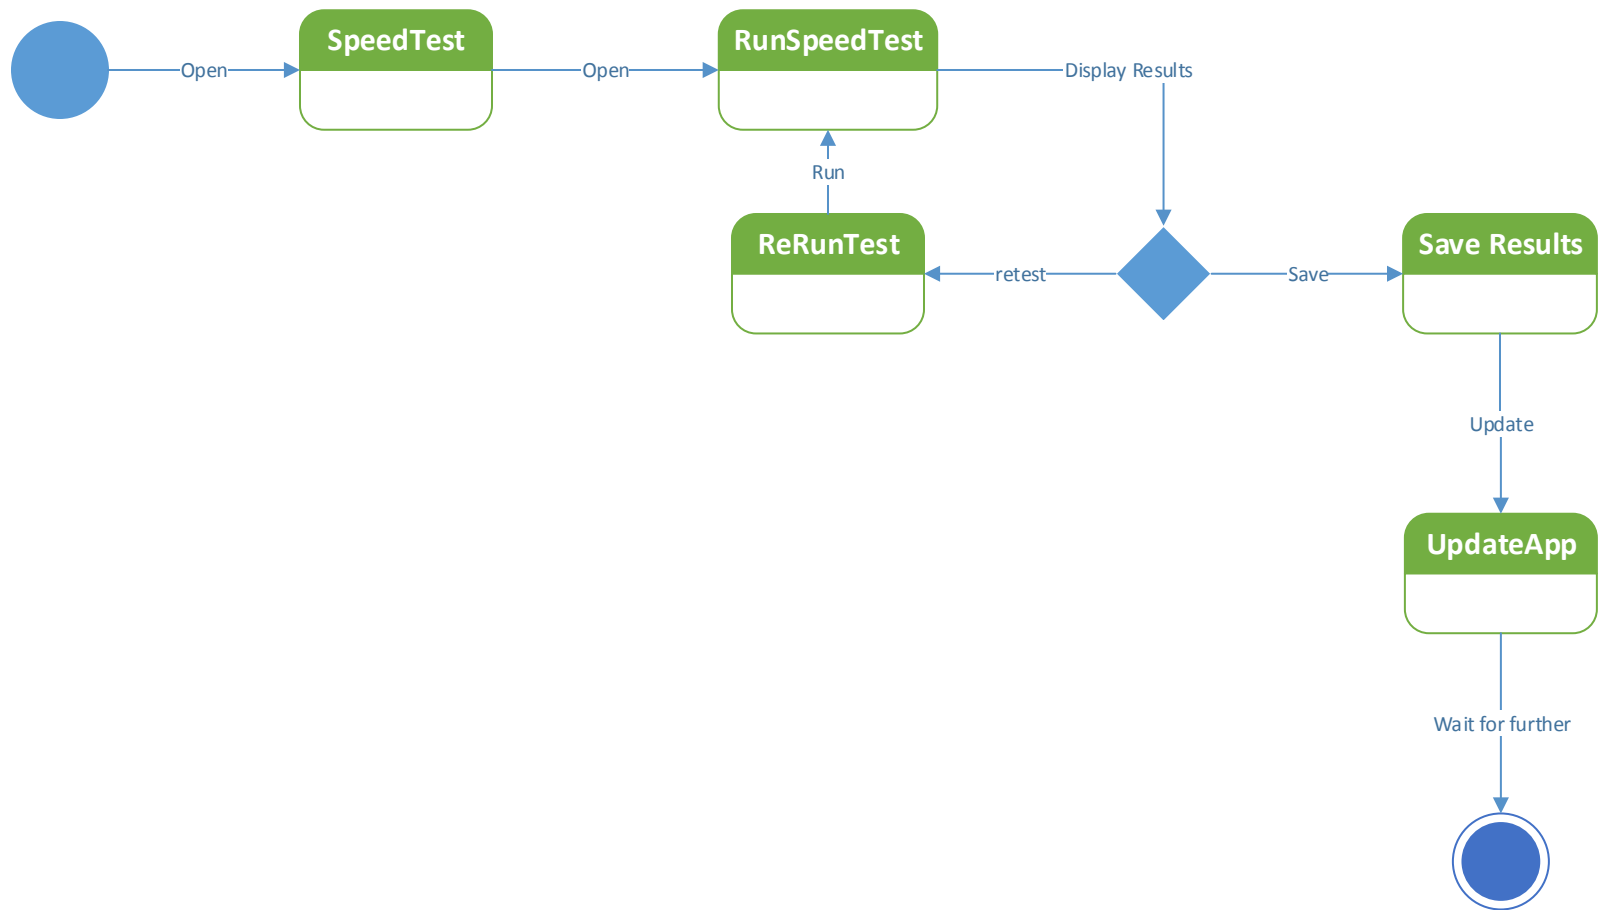 SpeedTest
RunSpeedTest
Open
Open
Display Results
Run
ReRunTest
Save Results
retest
Save
Update
UpdateApp
Wait for further